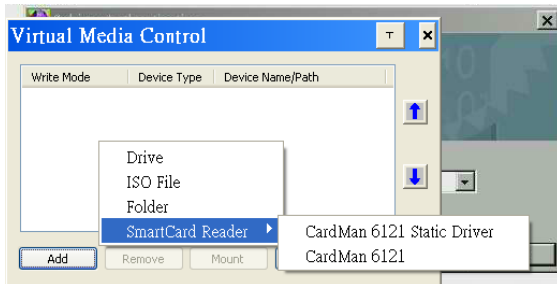 Virtual Media Control
T
Write Mode Device Type Device Name/Path
Drive
ISO File
Folder
SmartCard Reader
CardMan 6121 Static Driver
CardMan 6121
Add Remove Mount